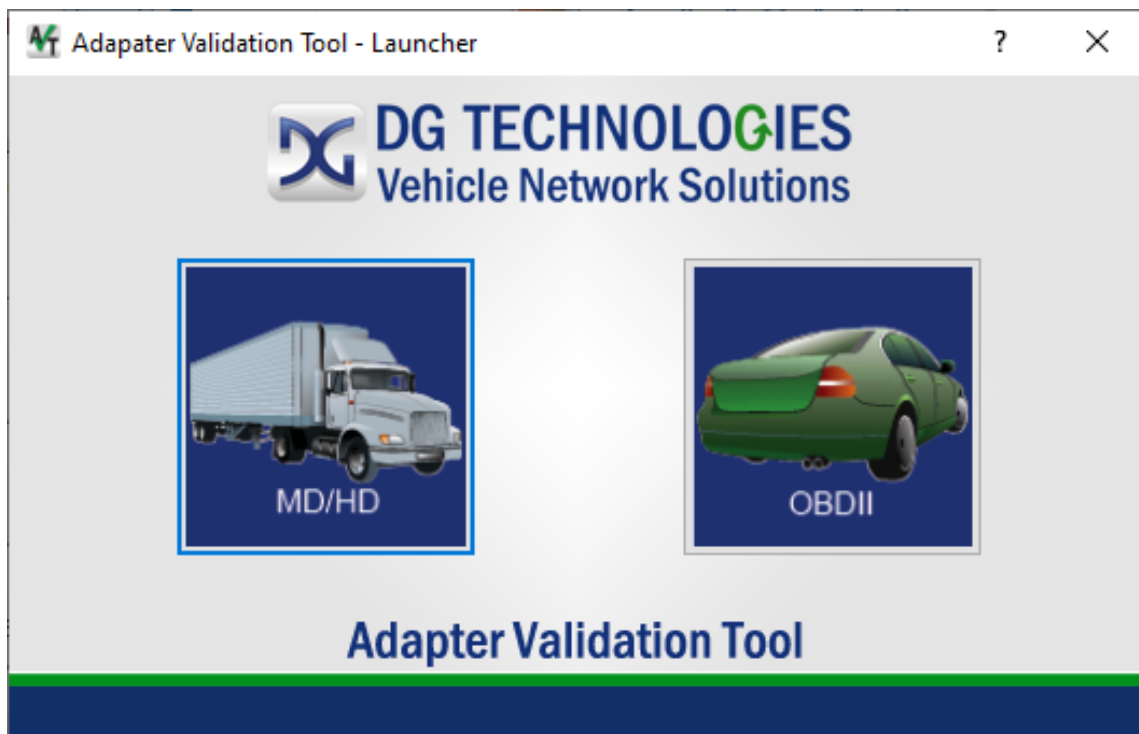 Adapater Validation Tool - Launcher ?
DG TECHNOLOGIES
Vehicle Network Solutions
MD/HD
OBDII
Adapter Validation Tool